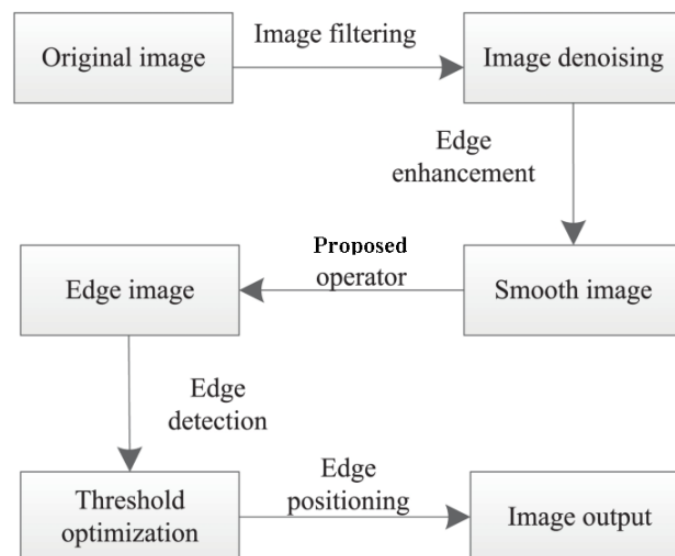 Image filtering
Original image
Image denoising
Edge
enhancement
Proposed
operator
Edge image
Smooth image
Edge
detection
Edge
positioning
Threshold
optimization
Image output